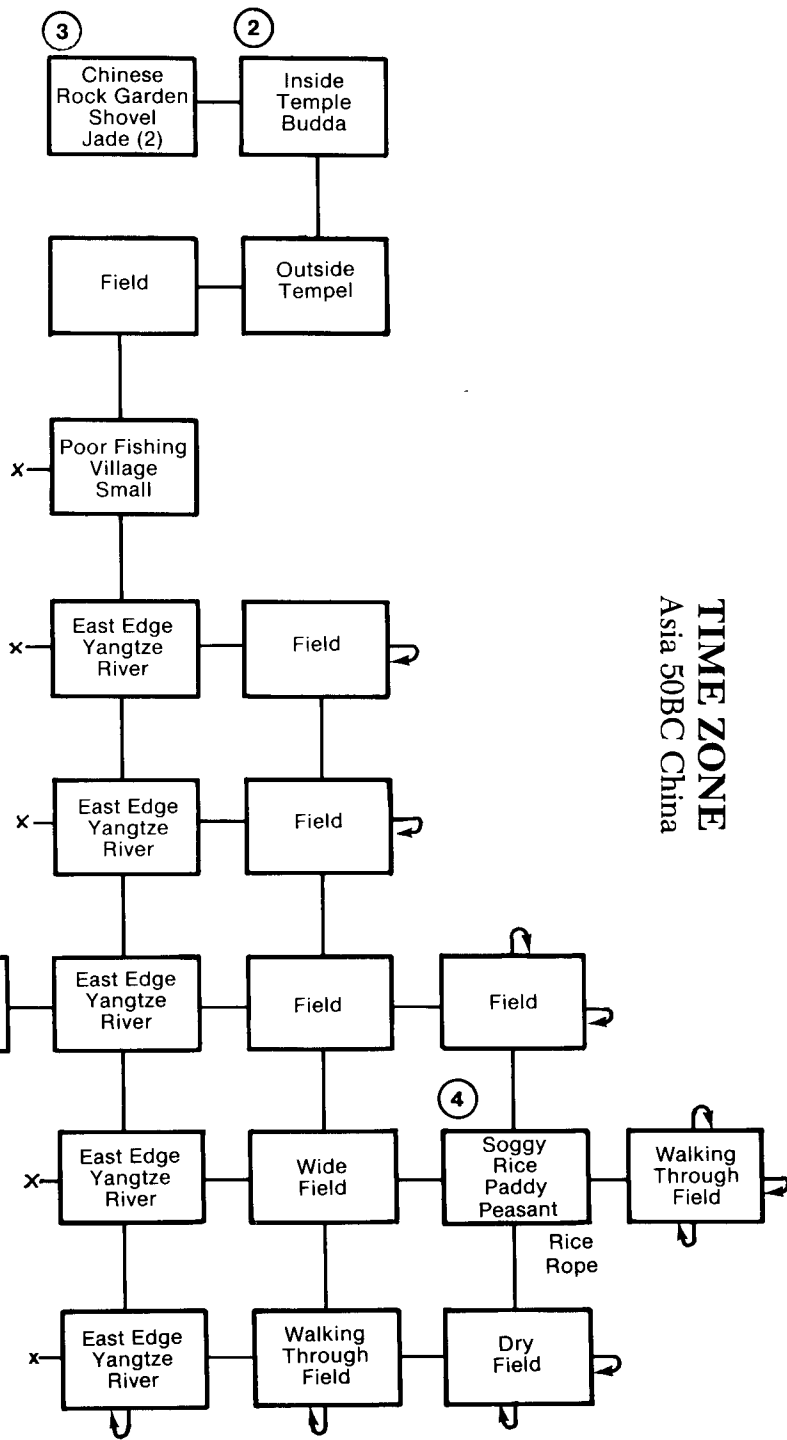 3
2
Chinese
Rock Garden
Shovel
Jade (2)
Inside
Temple
Budda
Field
Outside
Tempel
Poor Fishing
Village
Small
x
East Edge
Yangtze
River
x
Field
East Edge
Yangtze
River
x
Field
East Edge
Yangtze
River
Field
Field
4
East Edge
Yangtze
River
x
Wide
Field
Soggy
Rice
Paddy
Peasant
Walking
Through
Field
Rice
Rope
East Edge
Yangtze
River
x
Walking
Through
Field
Dry
Field
TIME ZONE
Asia 50BC China